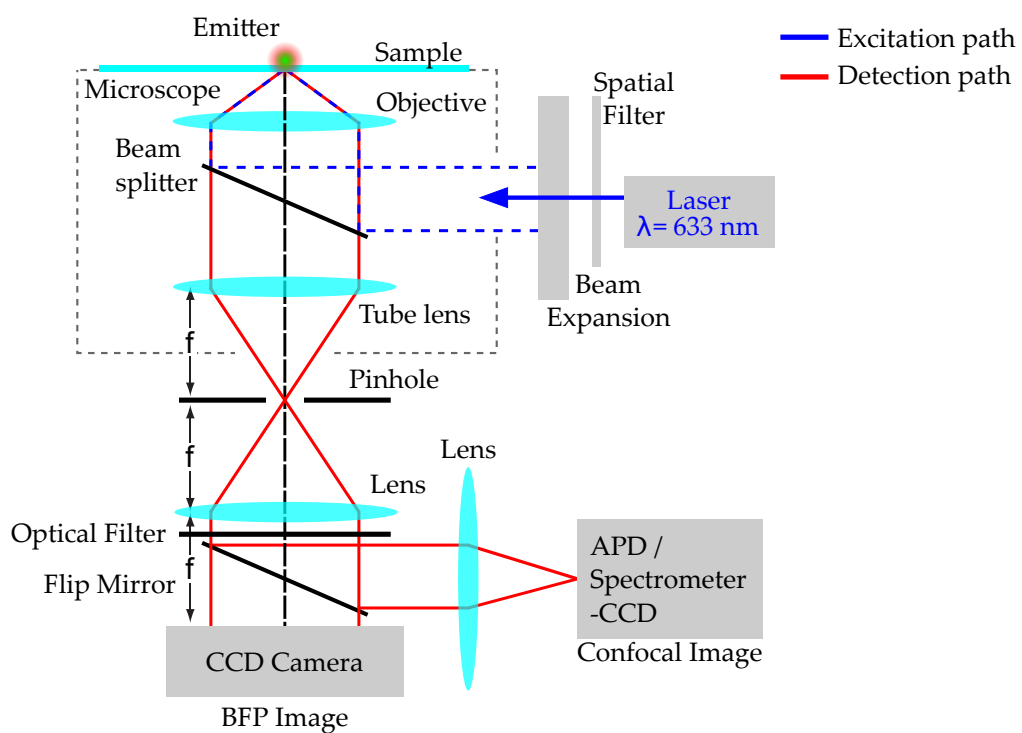 Emitter
Sample
Excitation path
Detection path
Microscope
Objective
Spatial
Filter
Beam
splitter
Laser
λ= 633 nm
Beam
Expansion
Tube lens
f
Pinhole
f
Lens
Lens
Optical Filter
f
Flip Mirror
APD /
Spectrometer
-CCD
Confocal Image
CCD Camera
BFP Image